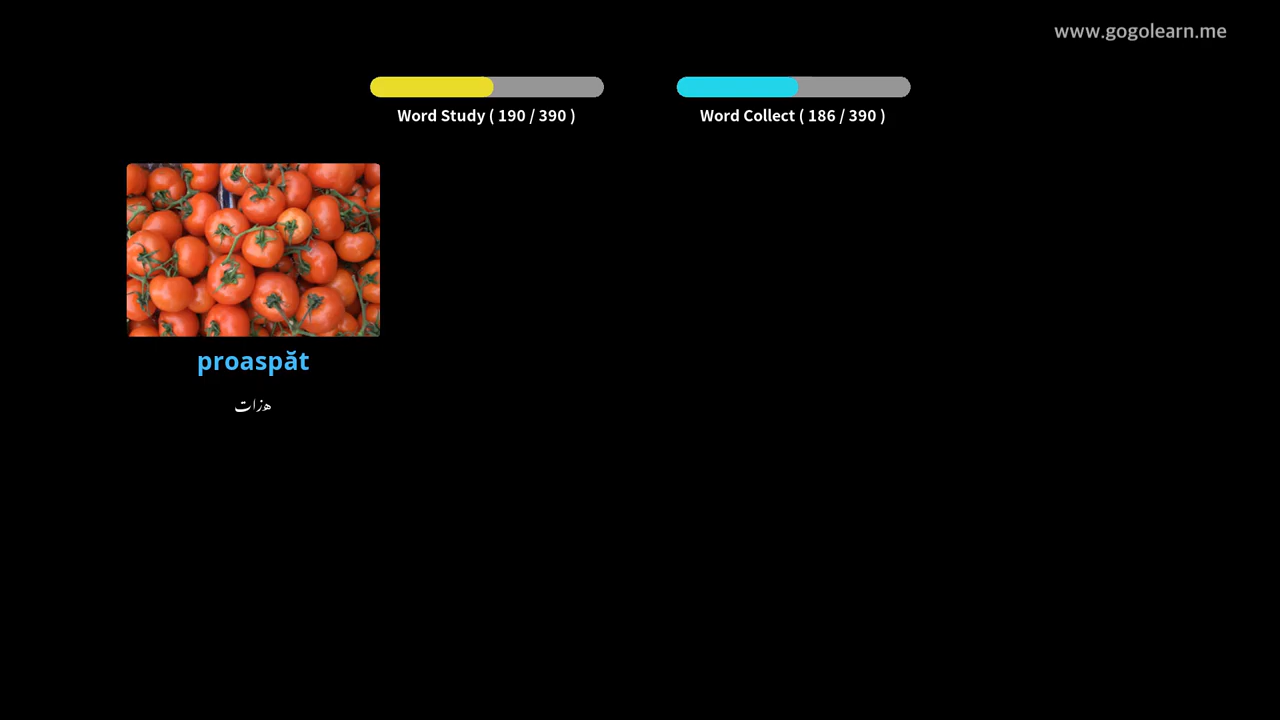 www.gogolearn.me
Word Study ( 190 / 390 )
Word Collect ( 186 / 390 )
proaspăt
هزات